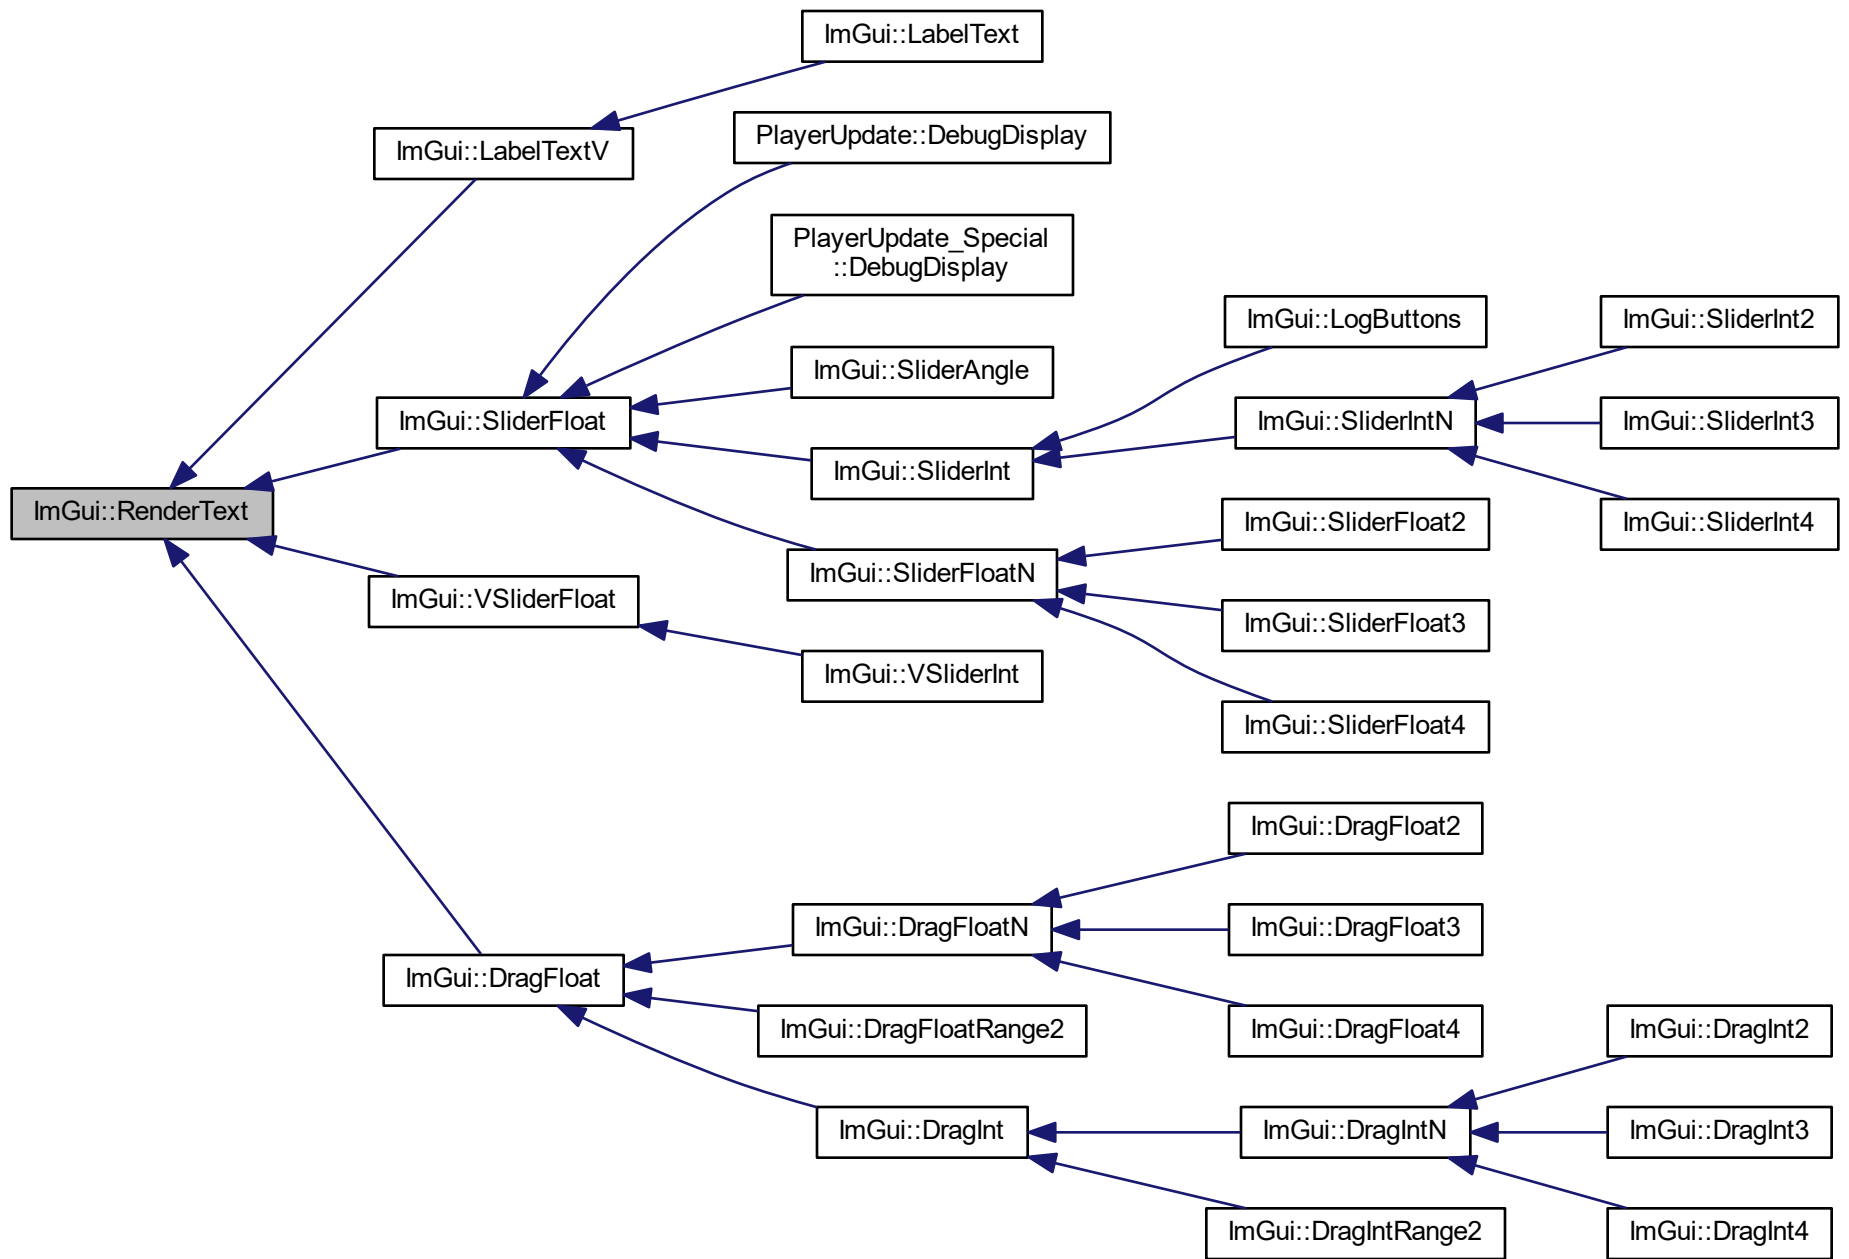 ImGui::LabelText
PlayerUpdate::DebugDisplay
ImGui::LabelTextV
PlayerUpdate_Special
::DebugDisplay
ImGui::LogButtons
ImGui::SliderInt2
ImGui::SliderAngle
ImGui::SliderFloat
ImGui::SliderIntN
ImGui::SliderInt3
ImGui::SliderInt
ImGui::RenderText
ImGui::SliderFloat2
ImGui::SliderInt4
ImGui::SliderFloatN
ImGui::VSliderFloat
ImGui::SliderFloat3
ImGui::VSliderInt
ImGui::SliderFloat4
ImGui::DragFloat2
ImGui::DragFloatN
ImGui::DragFloat3
ImGui::DragFloat
ImGui::DragFloatRange2
ImGui::DragFloat4
ImGui::DragInt2
ImGui::DragInt
ImGui::DragIntN
ImGui::DragInt3
ImGui::DragIntRange2
ImGui::DragInt4